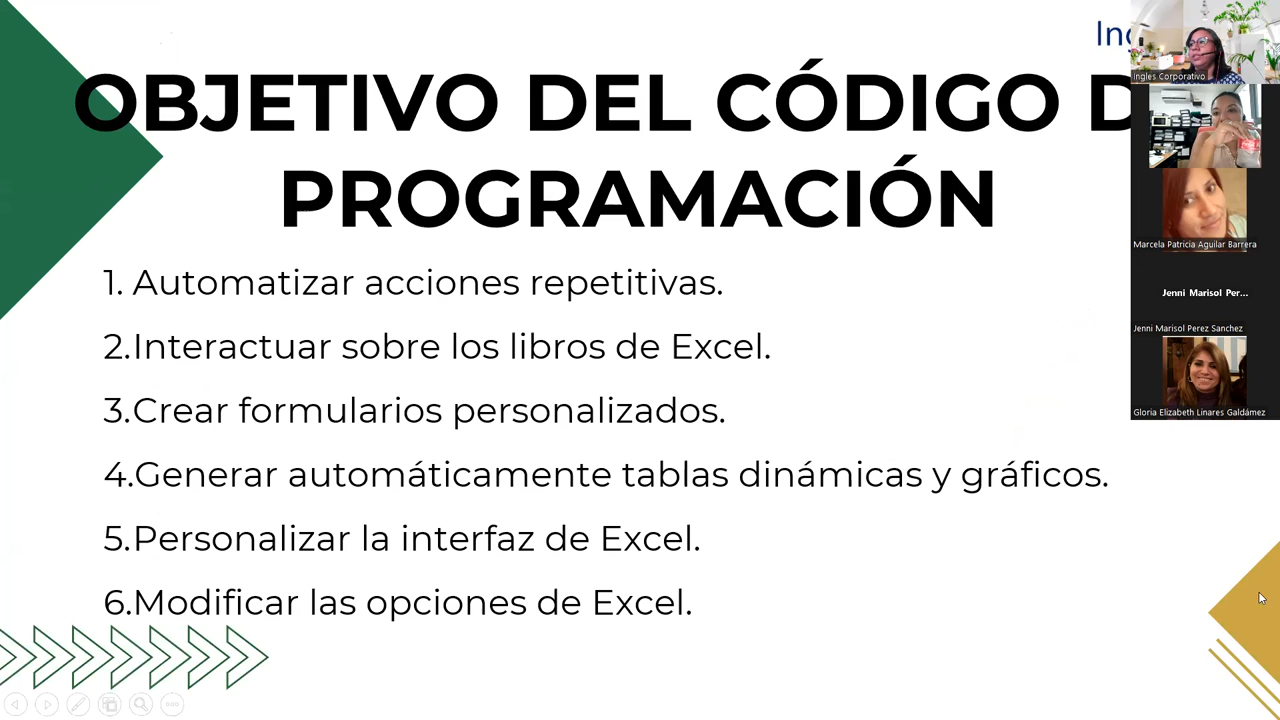 OBJETIVO DEL CÓDIGO D
PROGRAMACIÓN
1. Automatizar acciones repetitivas.
2.Interactuar sobre los libros de Excel.
3.Crear formularios personalizados.
4.Generar automáticamente tablas dinámicas y gráficos.
5.Personalizar la interfaz de Excel.
6.Modificar las opciones de Excel.
Ingles Corporativo
Marcela Patricia Aguilar Barrera
Jenni Marisol Per...
Jenni Marisol Perez Sanchez
Gloria Elizabeth Linares Galdámez